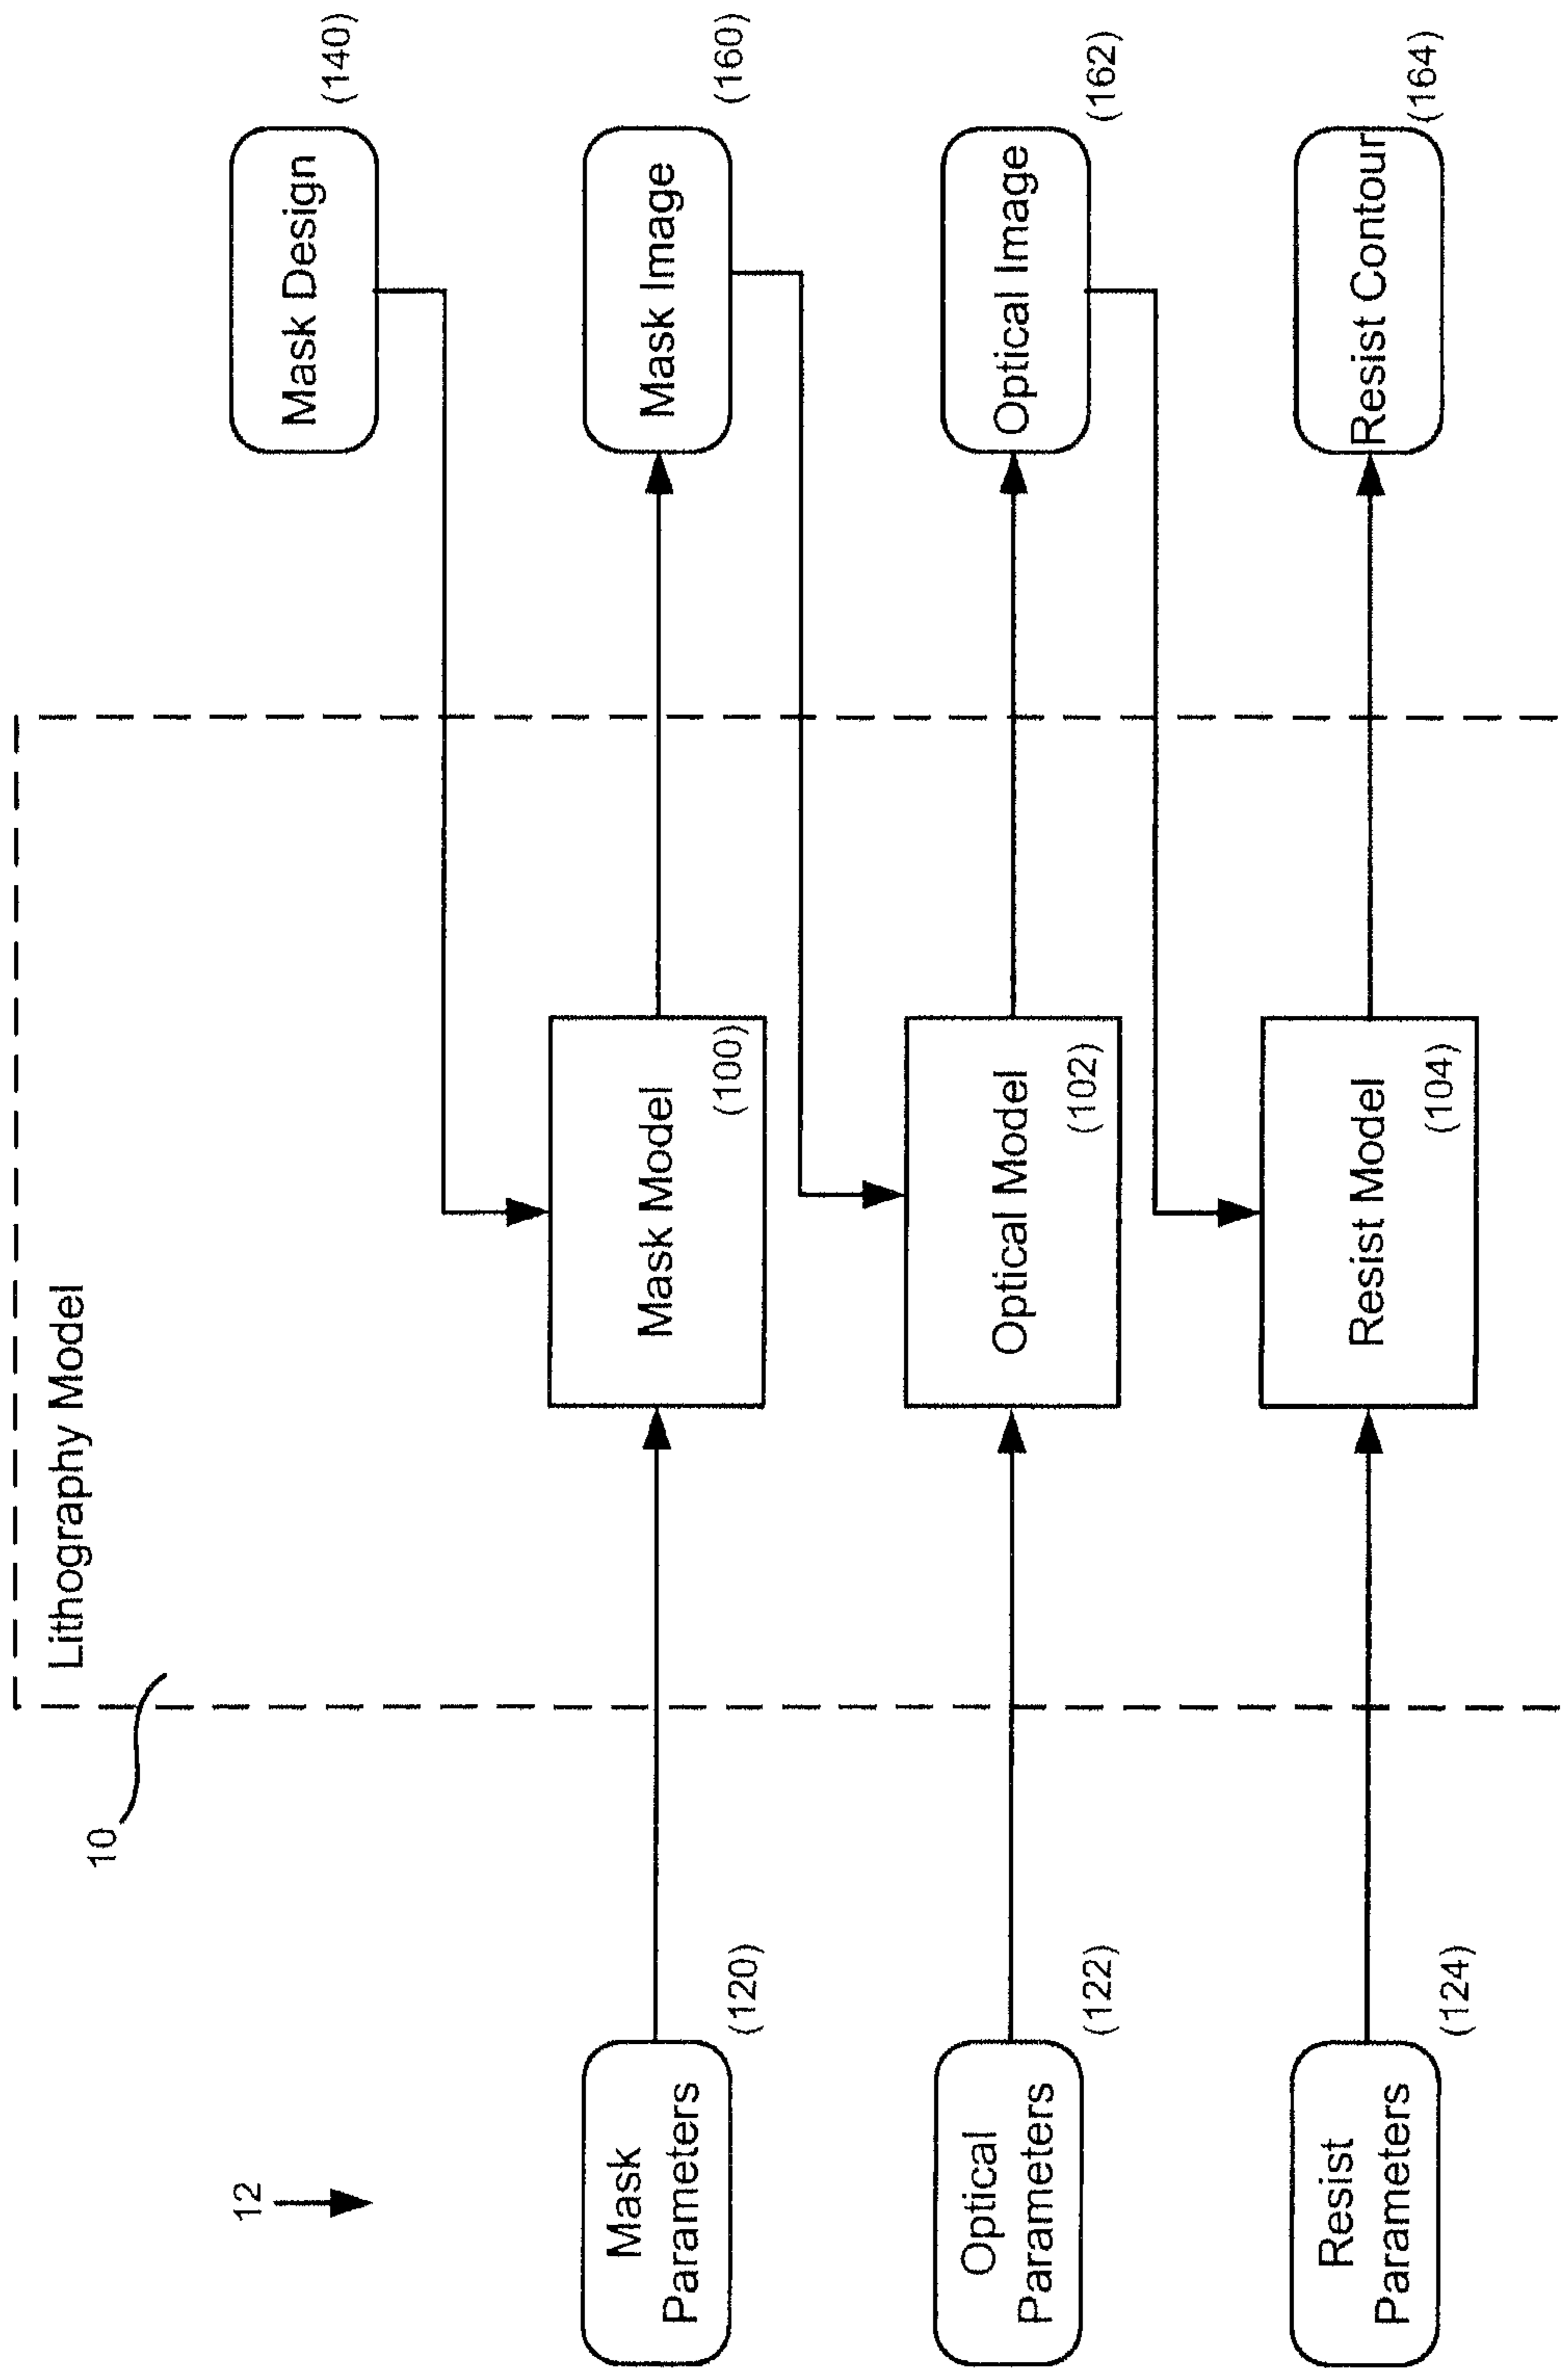 Lithography Model
10
12
Mask Design
(140)
Mask
Parameters
(120)
Mask Model
(100)
Mask Image
(160)
Optical
Parameters
(122)
Optical Model
(102)
Optical Image
(162)
Resist
Parameters
(124)
Resist Model
(104)
Resist Contour
(164)